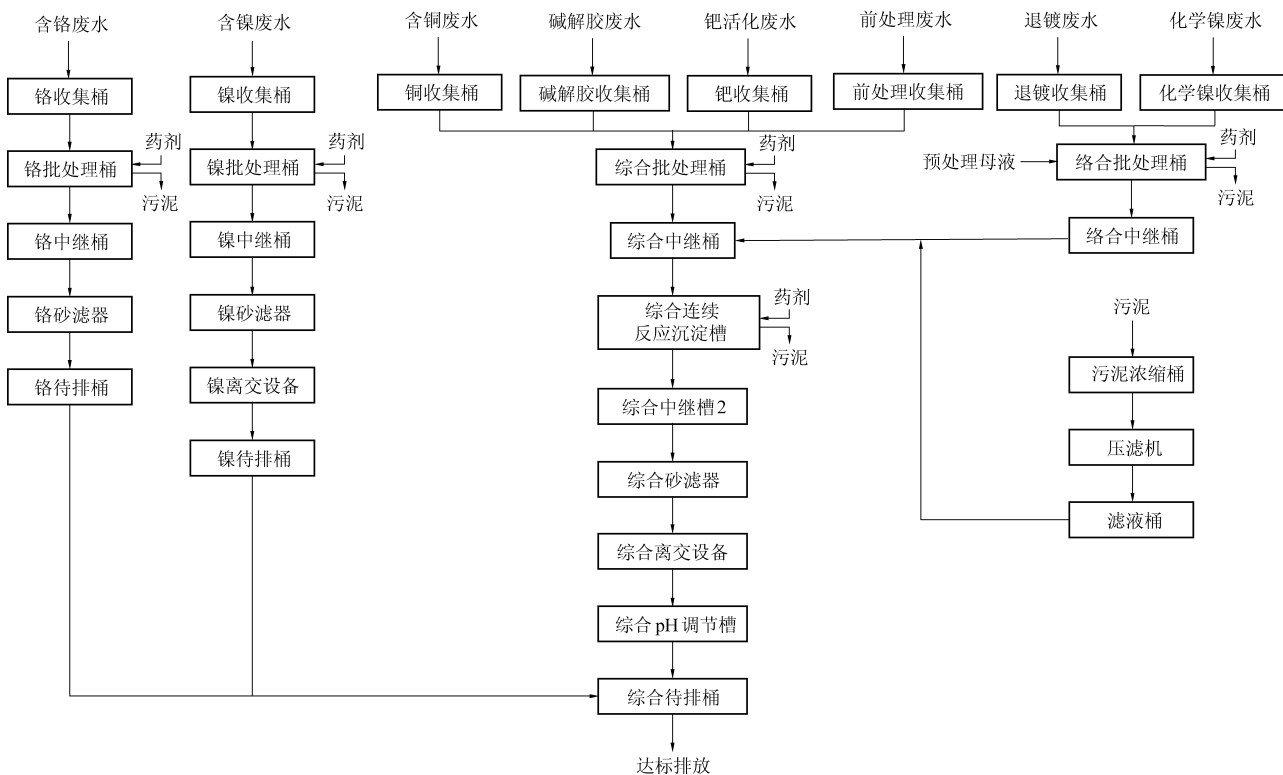 含铬废水
含镍废水
含铜废水
碱解胶废水
钯活化废水
前处理废水
退镀废水
化学镍废水
铬收集桶
镍收集桶
铜收集桶
碱解胶收集桶
钯收集桶
前处理收集桶
退镀收集桶
化学镍收集桶
药剂
药剂
药剂
药剂
铬批处理桶
镍批处理桶
综合批处理桶
预处理母液
络合批处理桶
污泥
污泥
污泥
污泥
铬中继桶
镍中继桶
综合中继桶
络合中继桶
铬砂滤器
镍砂滤器
综合连续
反应沉淀槽
药剂
污泥
污泥
铬待排桶
镍离交设备
综合中继槽2
污泥浓缩桶
镍待排桶
综合砂滤器
压滤机
综合离交设备
滤液桶
综合pH调节槽
综合待排桶
达标排放